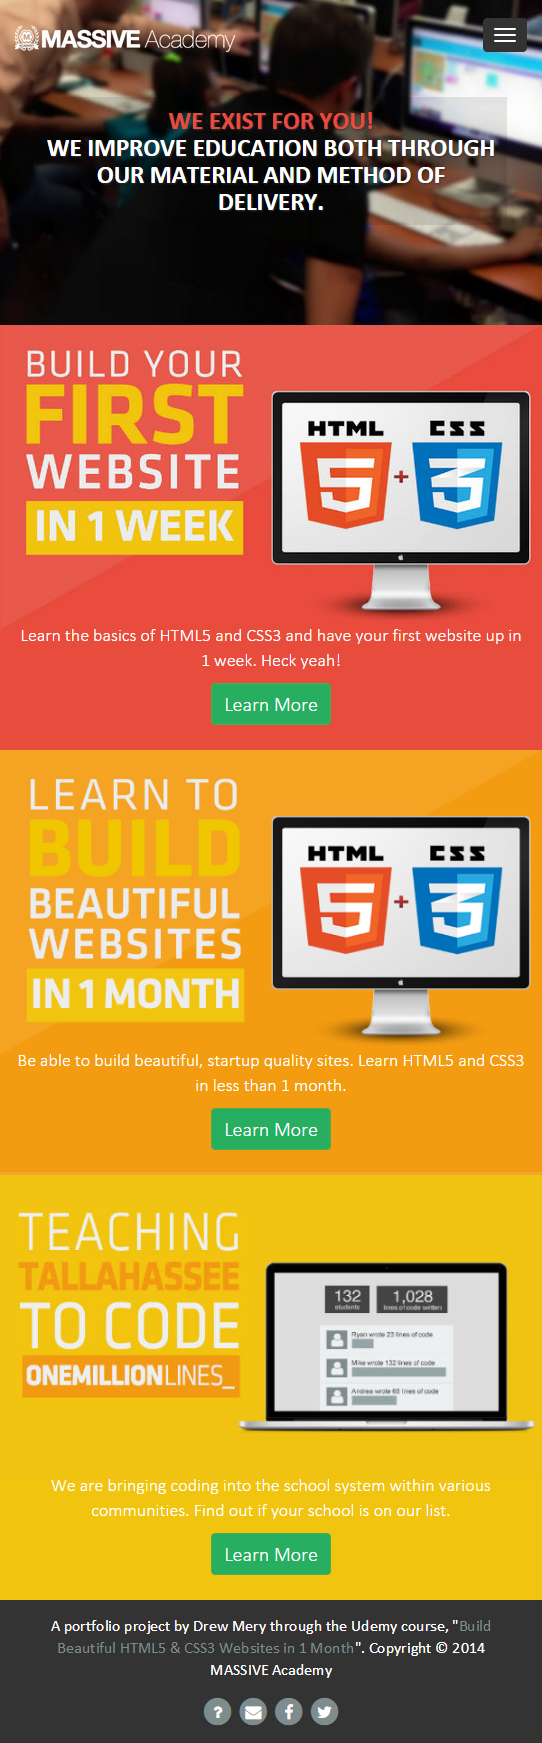 MASSIVE Academy
WE EXIST FOR YOU!
WE IMPROVE EDUCATION BOTH THROUGH
OUR MATERIAL AND METHOD OF
DELIVERY.
BUILD YOUR
FIRST
WEBSITE
IN 1 WEEK
HTML CSS
5 + 3
Learn the basics of HTML5 and CSS3 and have your first website up in
1 week. Heck yeah!
Learn More
LEARN TO
BUILD
BEAUTIFUL
WEBSITES
IN 1 MONTH
HTML CSS
5 + 3
Be able to build beautiful, startup quality sites. Learn HTML5 and CSS3
in less than 1 month.
Learn More
TEACHING
TALLAHASSEE
TO CODE
ONEMILLIONLINES_
132 1,028
students lines of code written
Ryan wrote 23 lines of code
Mike wrote 132 lines of code
Andrea wrote 68 lines of code
We are bringing coding into the school system within various
communities. Find out if your school is on our list.
Learn More
A portfolio project by Drew Mery through the Udemy course, "Build
Beautiful HTML5 & CSS3 Websites in 1 Month". Copyright © 2014
MASSIVE Academy
?